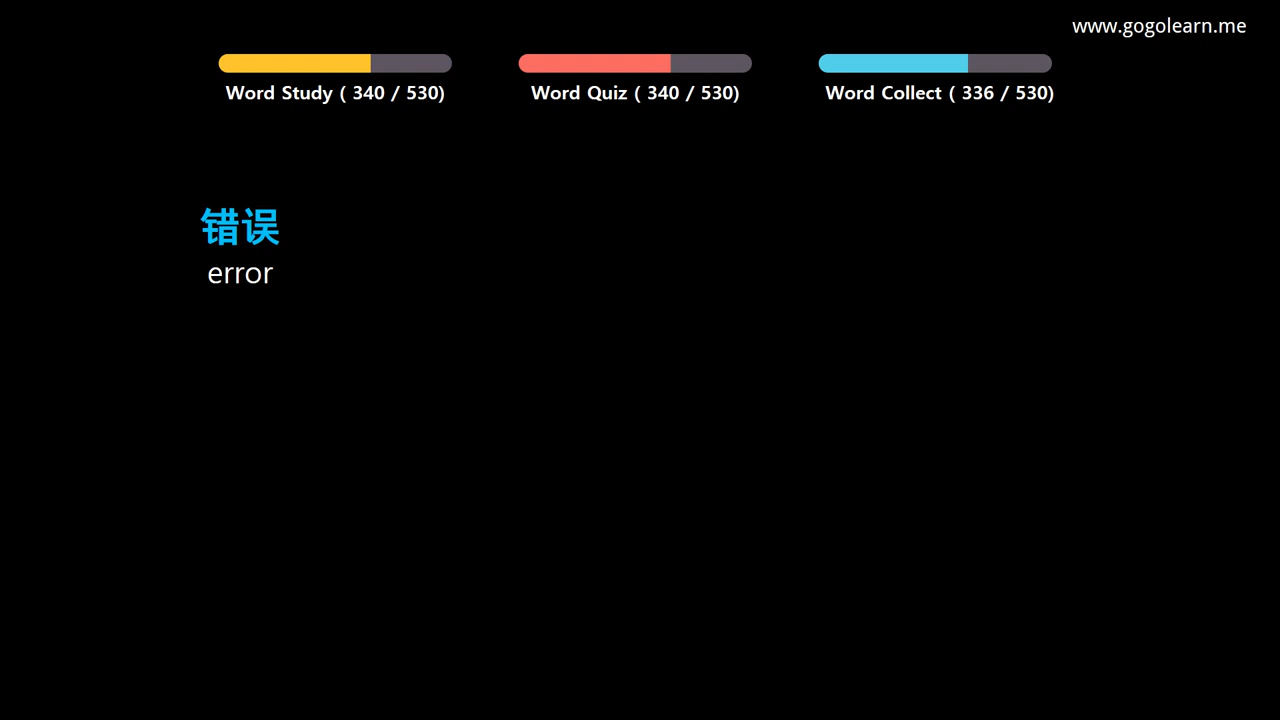 www.gogolearn.me
Word Study ( 340 / 530)
Word Quiz ( 340 / 530)
Word Collect ( 336 / 530)
错误
error